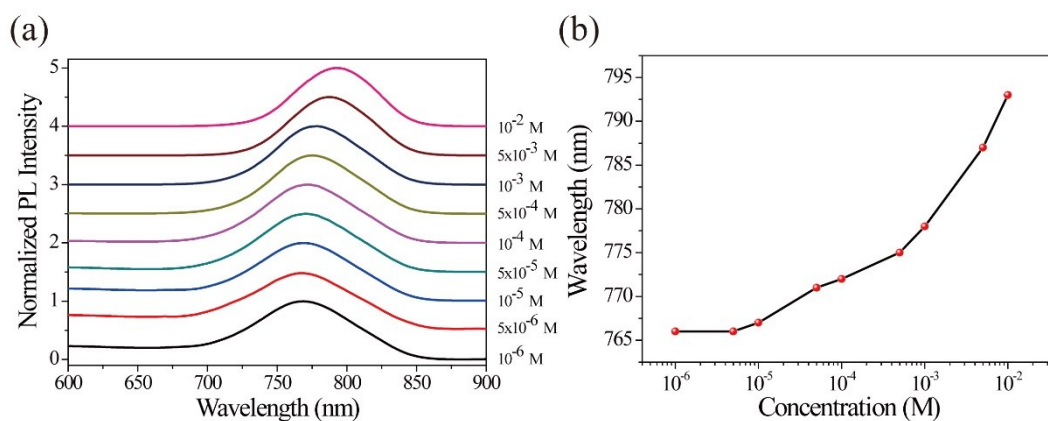 (a)
Normalized PL Intensity
5
4
3
2
1
0
600 650 700 750 800 850 900
Wavelength (nm)
10⁻² M
5x10⁻³ M
10⁻³ M
5x10⁻⁴ M
10⁻⁴ M
5x10⁻⁵ M
10⁻⁵ M
5x10⁻⁶ M
10⁻⁶ M
(b)
Wavelength (nm)
795
790
785
780
775
770
765
10⁻⁶ 10⁻⁵ 10⁻⁴ 10⁻³ 10⁻²
Concentration (M)